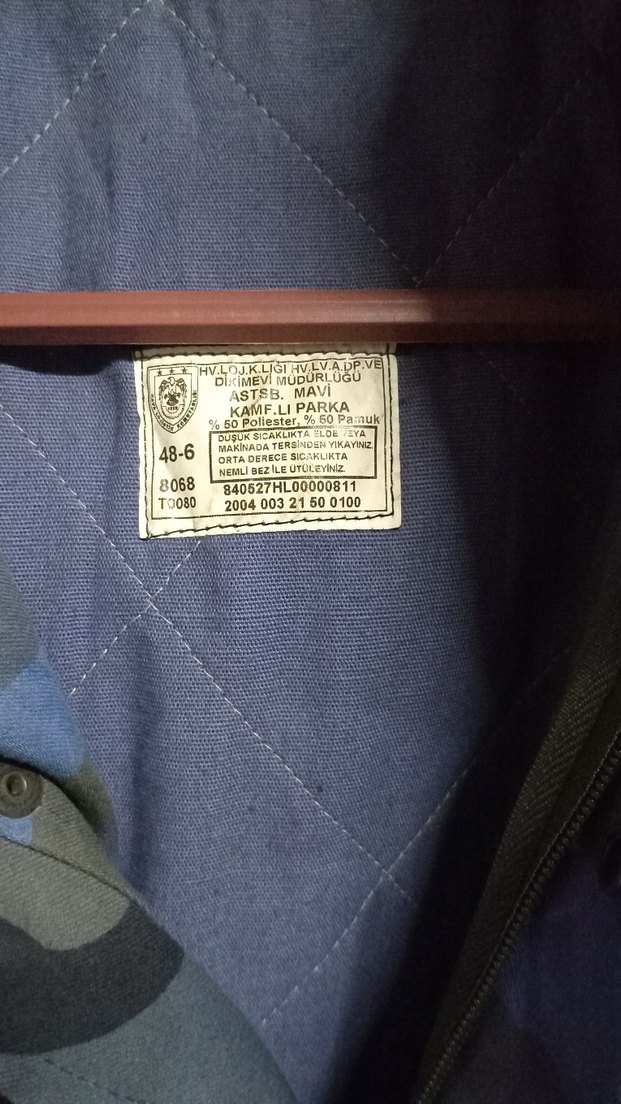 HV.LOJ.K.LIĞI HV.LV.A.DP.VE
DİKİMEVİ MÜDÜRLÜĞÜ
ASTSB. MAVİ
KAMF.LI PARKA
% 50 Poliester, % 50 Pamuk
DÜŞÜK SICAKLIKTA ELDE VEYA
MAKİNADA TERSİNDEN YIKAYINIZ.
ORTA DERECE SICAKLIKTA
NEMLİ BEZ İLE ÜTÜLEYİNİZ.
48-6
8068
840527HL00000811
TO080
2004 003 21 50 0100